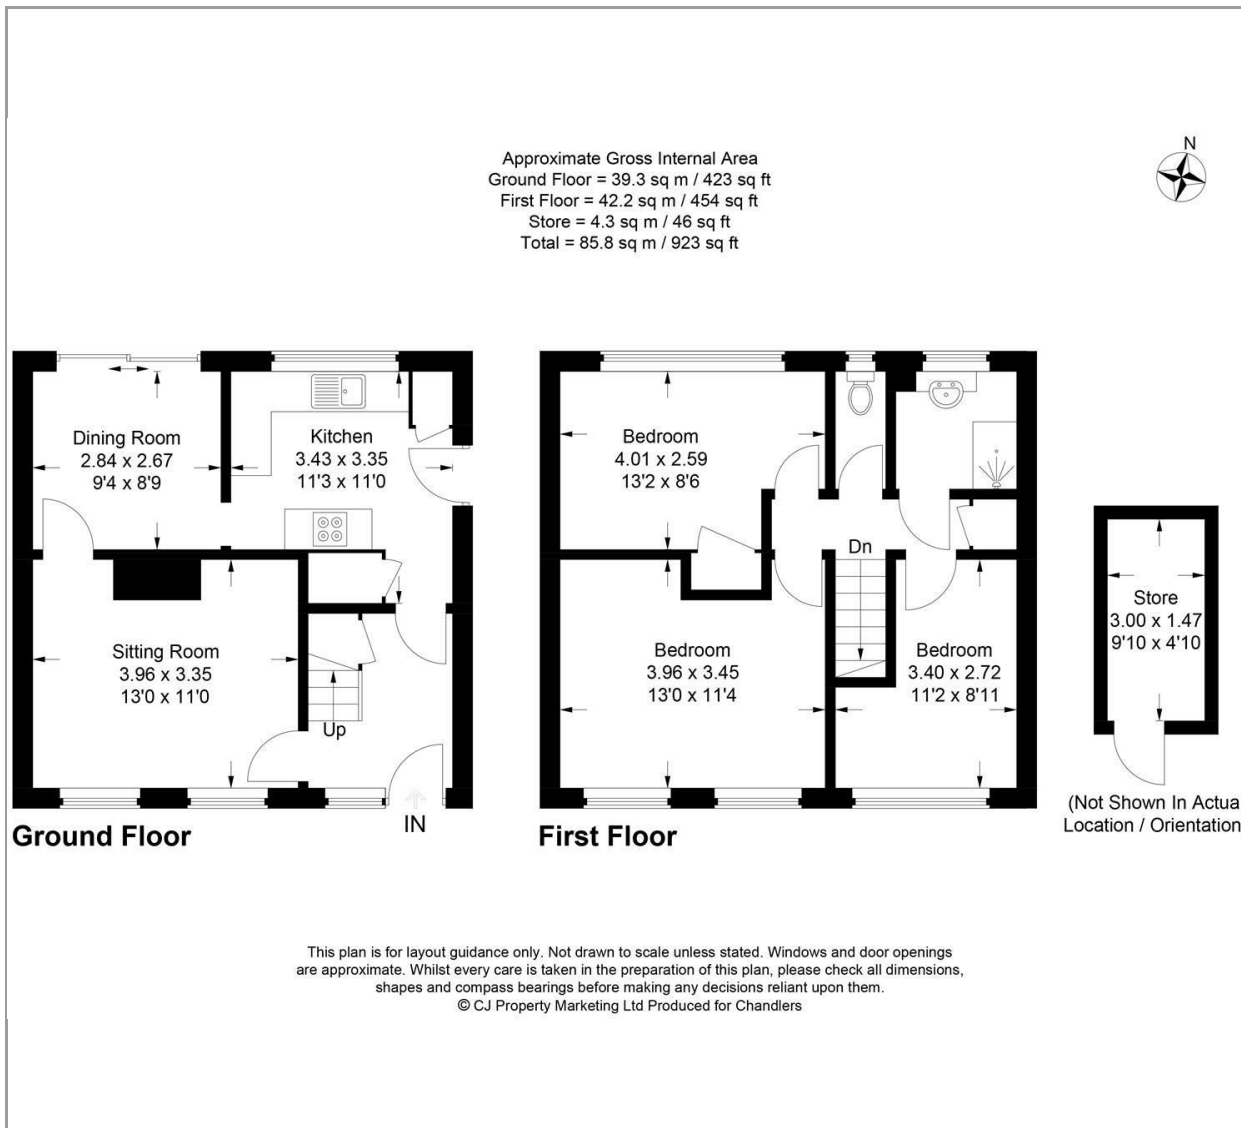 Approximate Gross Internal Area
Ground Floor = 39.3 sq m / 423 sq ft
First Floor = 42.2 sq m / 454 sq ft
Store = 4.3 sq m / 46 sq ft
Total = 85.8 sq m / 923 sq ft
N
Dining Room
2.84 x 2.67
9'4 x 8'9
Kitchen
3.43 x 3.35
11'3 x 11'0
Sitting Room
3.96 x 3.35
13'0 x 11'0
Up
IN
Ground Floor
Bedroom
4.01 x 2.59
13'2 x 8'6
Dn
Bedroom
3.96 x 3.45
13'0 x 11'4
Bedroom
3.40 x 2.72
11'2 x 8'11
First Floor
Store
3.00 x 1.47
9'10 x 4'10
(Not Shown In Actua
Location / Orientation
This plan is for layout guidance only. Not drawn to scale unless stated. Windows and door openings
are approximate. Whilst every care is taken in the preparation of this plan, please check all dimensions,
shapes and compass bearings before making any decisions reliant upon them.
© CJ Property Marketing Ltd Produced for Chandlers